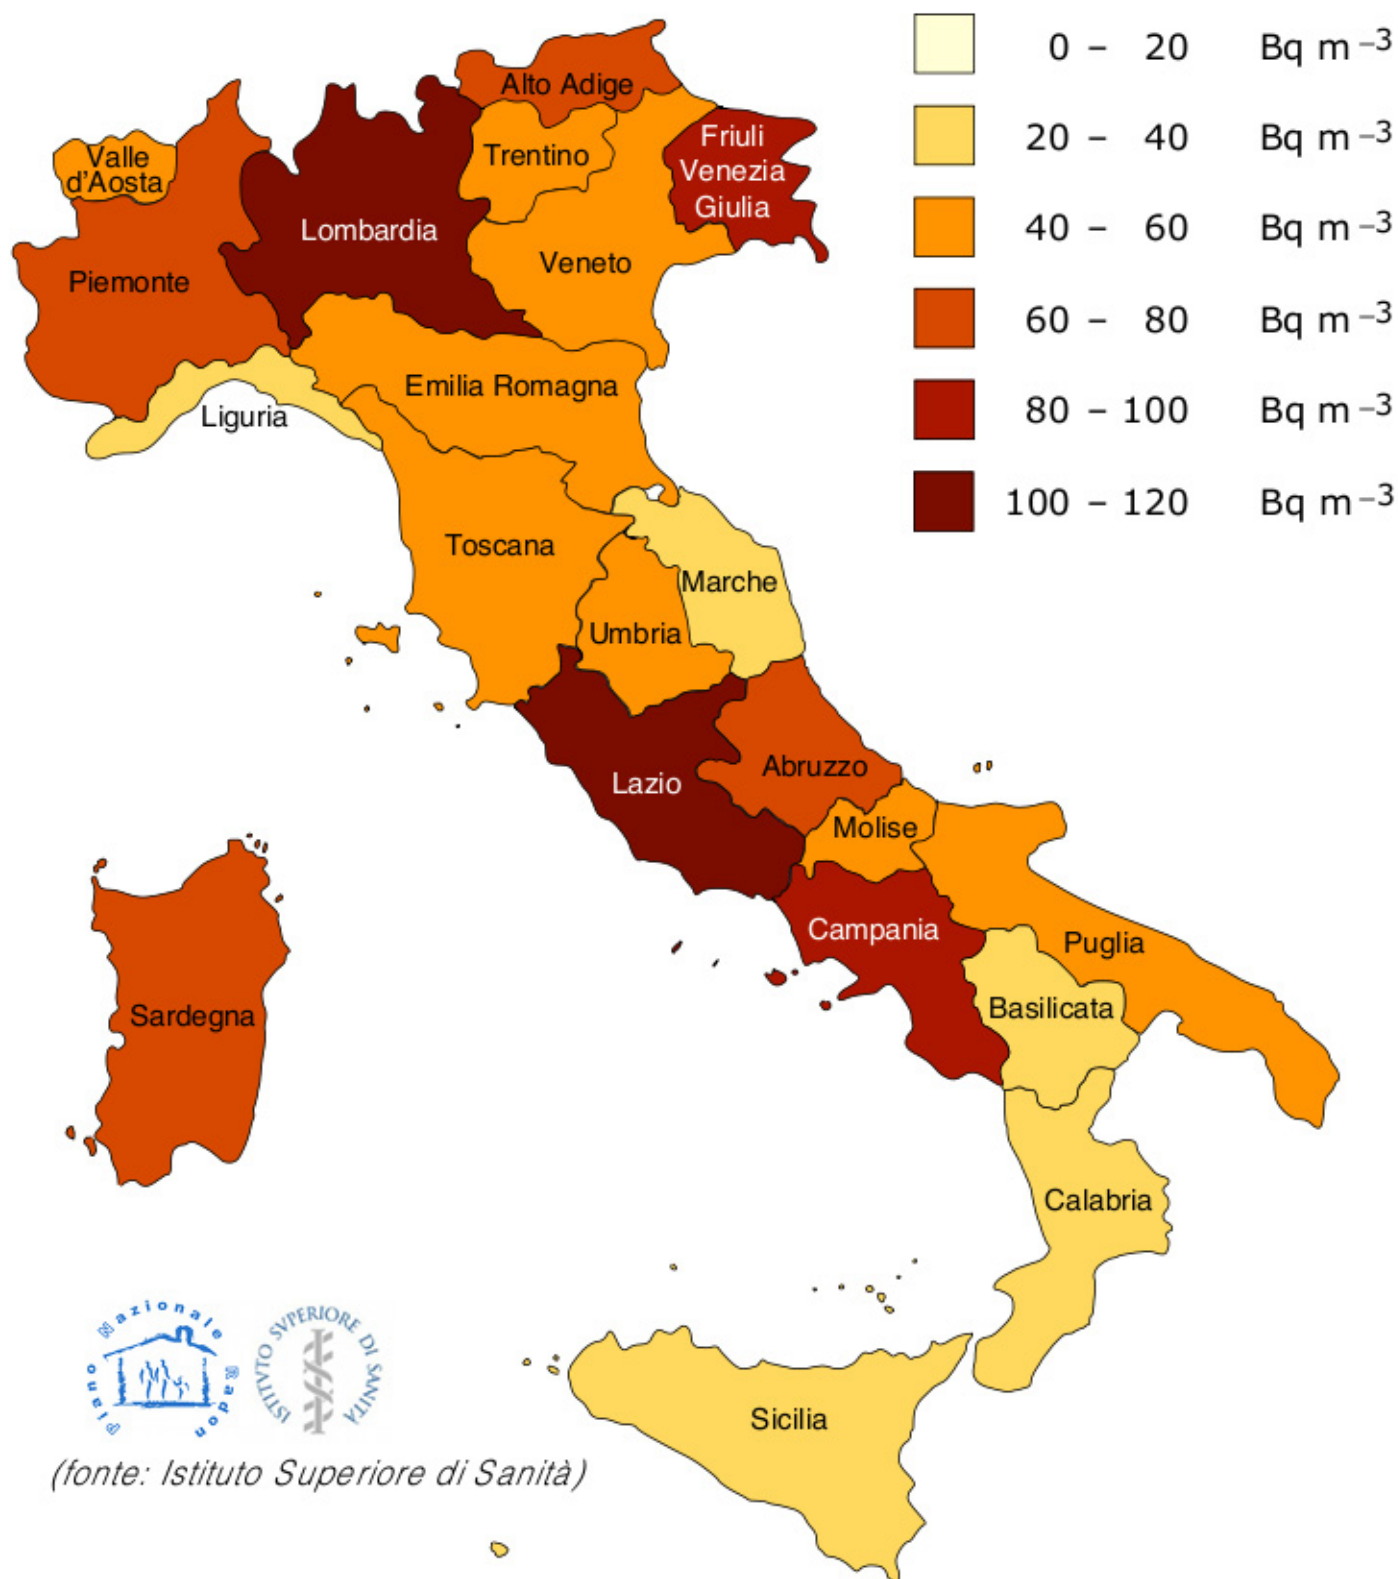 0 – 20 Bq m⁻³
20 – 40 Bq m⁻³
40 – 60 Bq m⁻³
60 – 80 Bq m⁻³
80 – 100 Bq m⁻³
100 – 120 Bq m⁻³
Alto Adige
Valle
d'Aosta
Trentino
Friuli
Venezia
Giulia
Lombardia
Veneto
Piemonte
Emilia Romagna
Liguria
Toscana
Marche
Umbria
Abruzzo
Lazio
Molise
Campania
Puglia
Basilicata
Sardegna
Calabria
Sicilia
Piano Nazionale Radon
ISTITVTO SVPERIORE DI SANITÀ
(fonte: Istituto Superiore di Sanità)